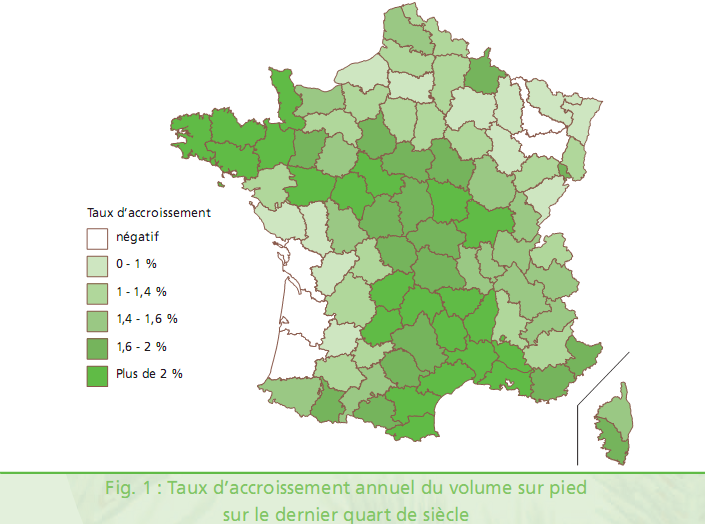 Taux d'accroissement
négatif
0 - 1 %
1 - 1,4 %
1,4 - 1,6 %
1,6 - 2 %
Plus de 2 %
Fig. 1 : Taux d'accroissement annuel du volume sur pied
sur le dernier quart de siècle